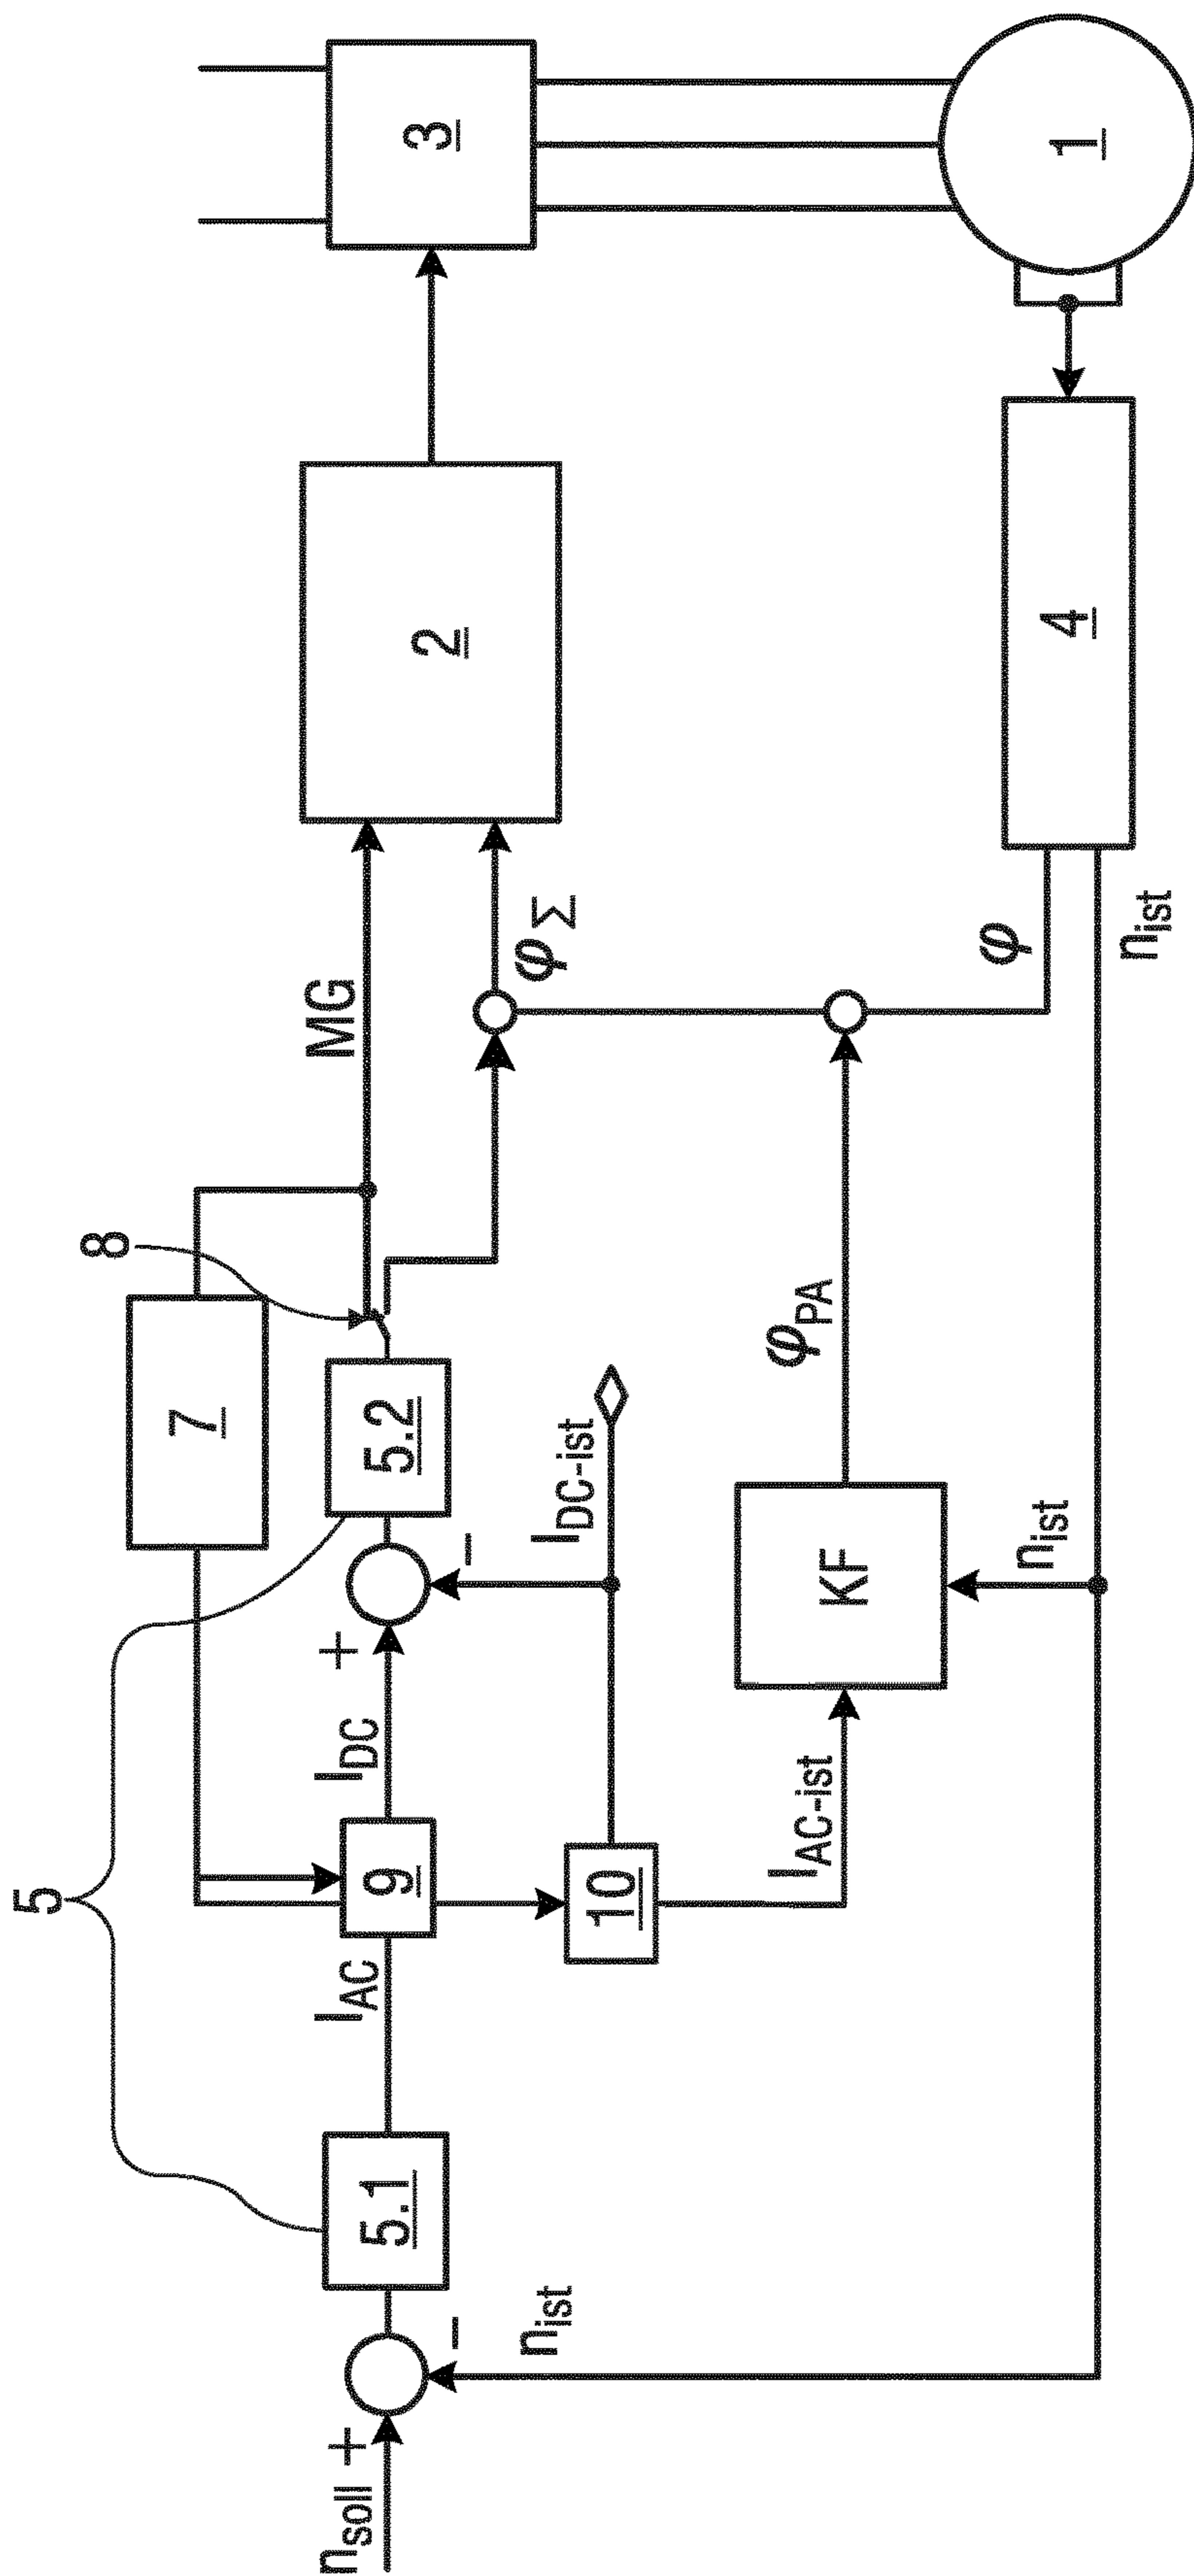 5
8
7
3
n_soll
+
−
n_ist
5.1
I_AC
9
I_DC
+
−
5.2
MG
2
10
I_DC-ist
φ_Σ
I_AC-ist
KF
φ_PA
n_ist
φ
n_ist
4
1